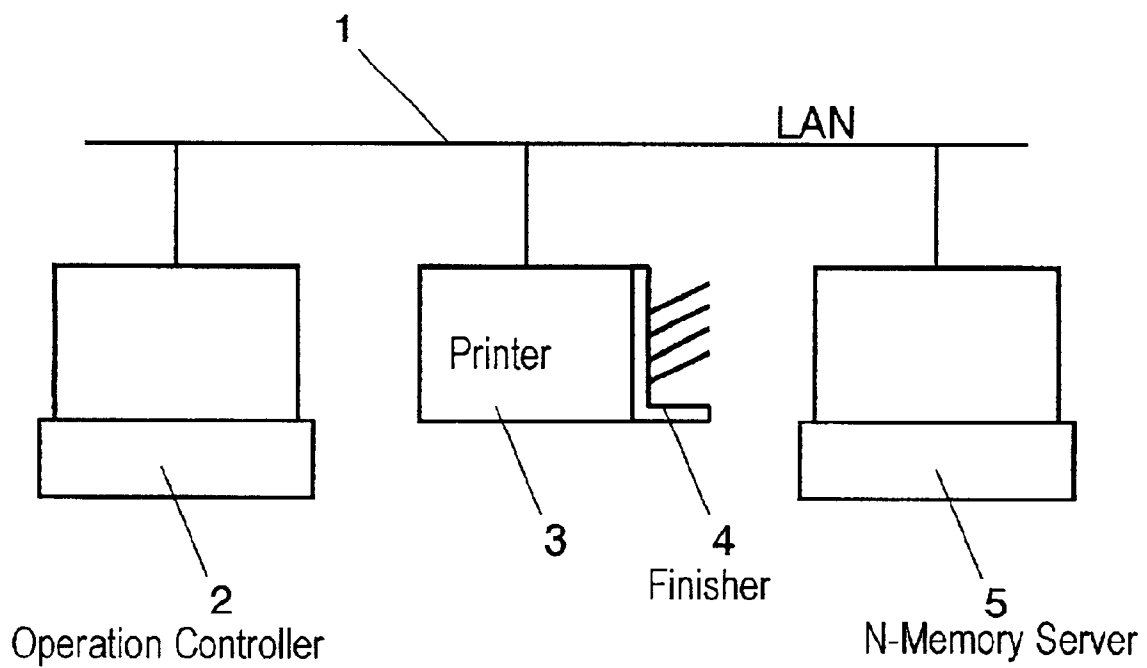 1
LAN
Printer
3
4
Finisher
2
Operation Controller
5
N-Memory Server